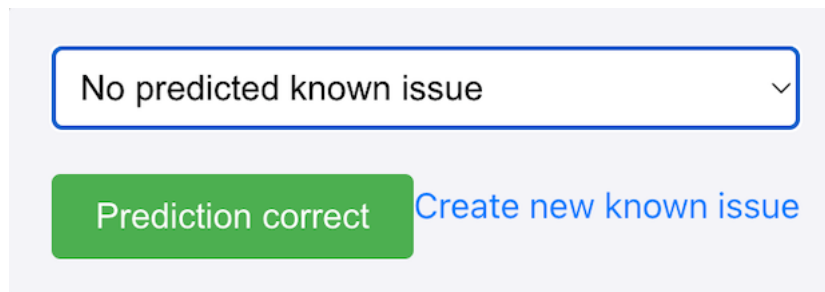 No predicted known issue
Prediction correct
Create new known issue